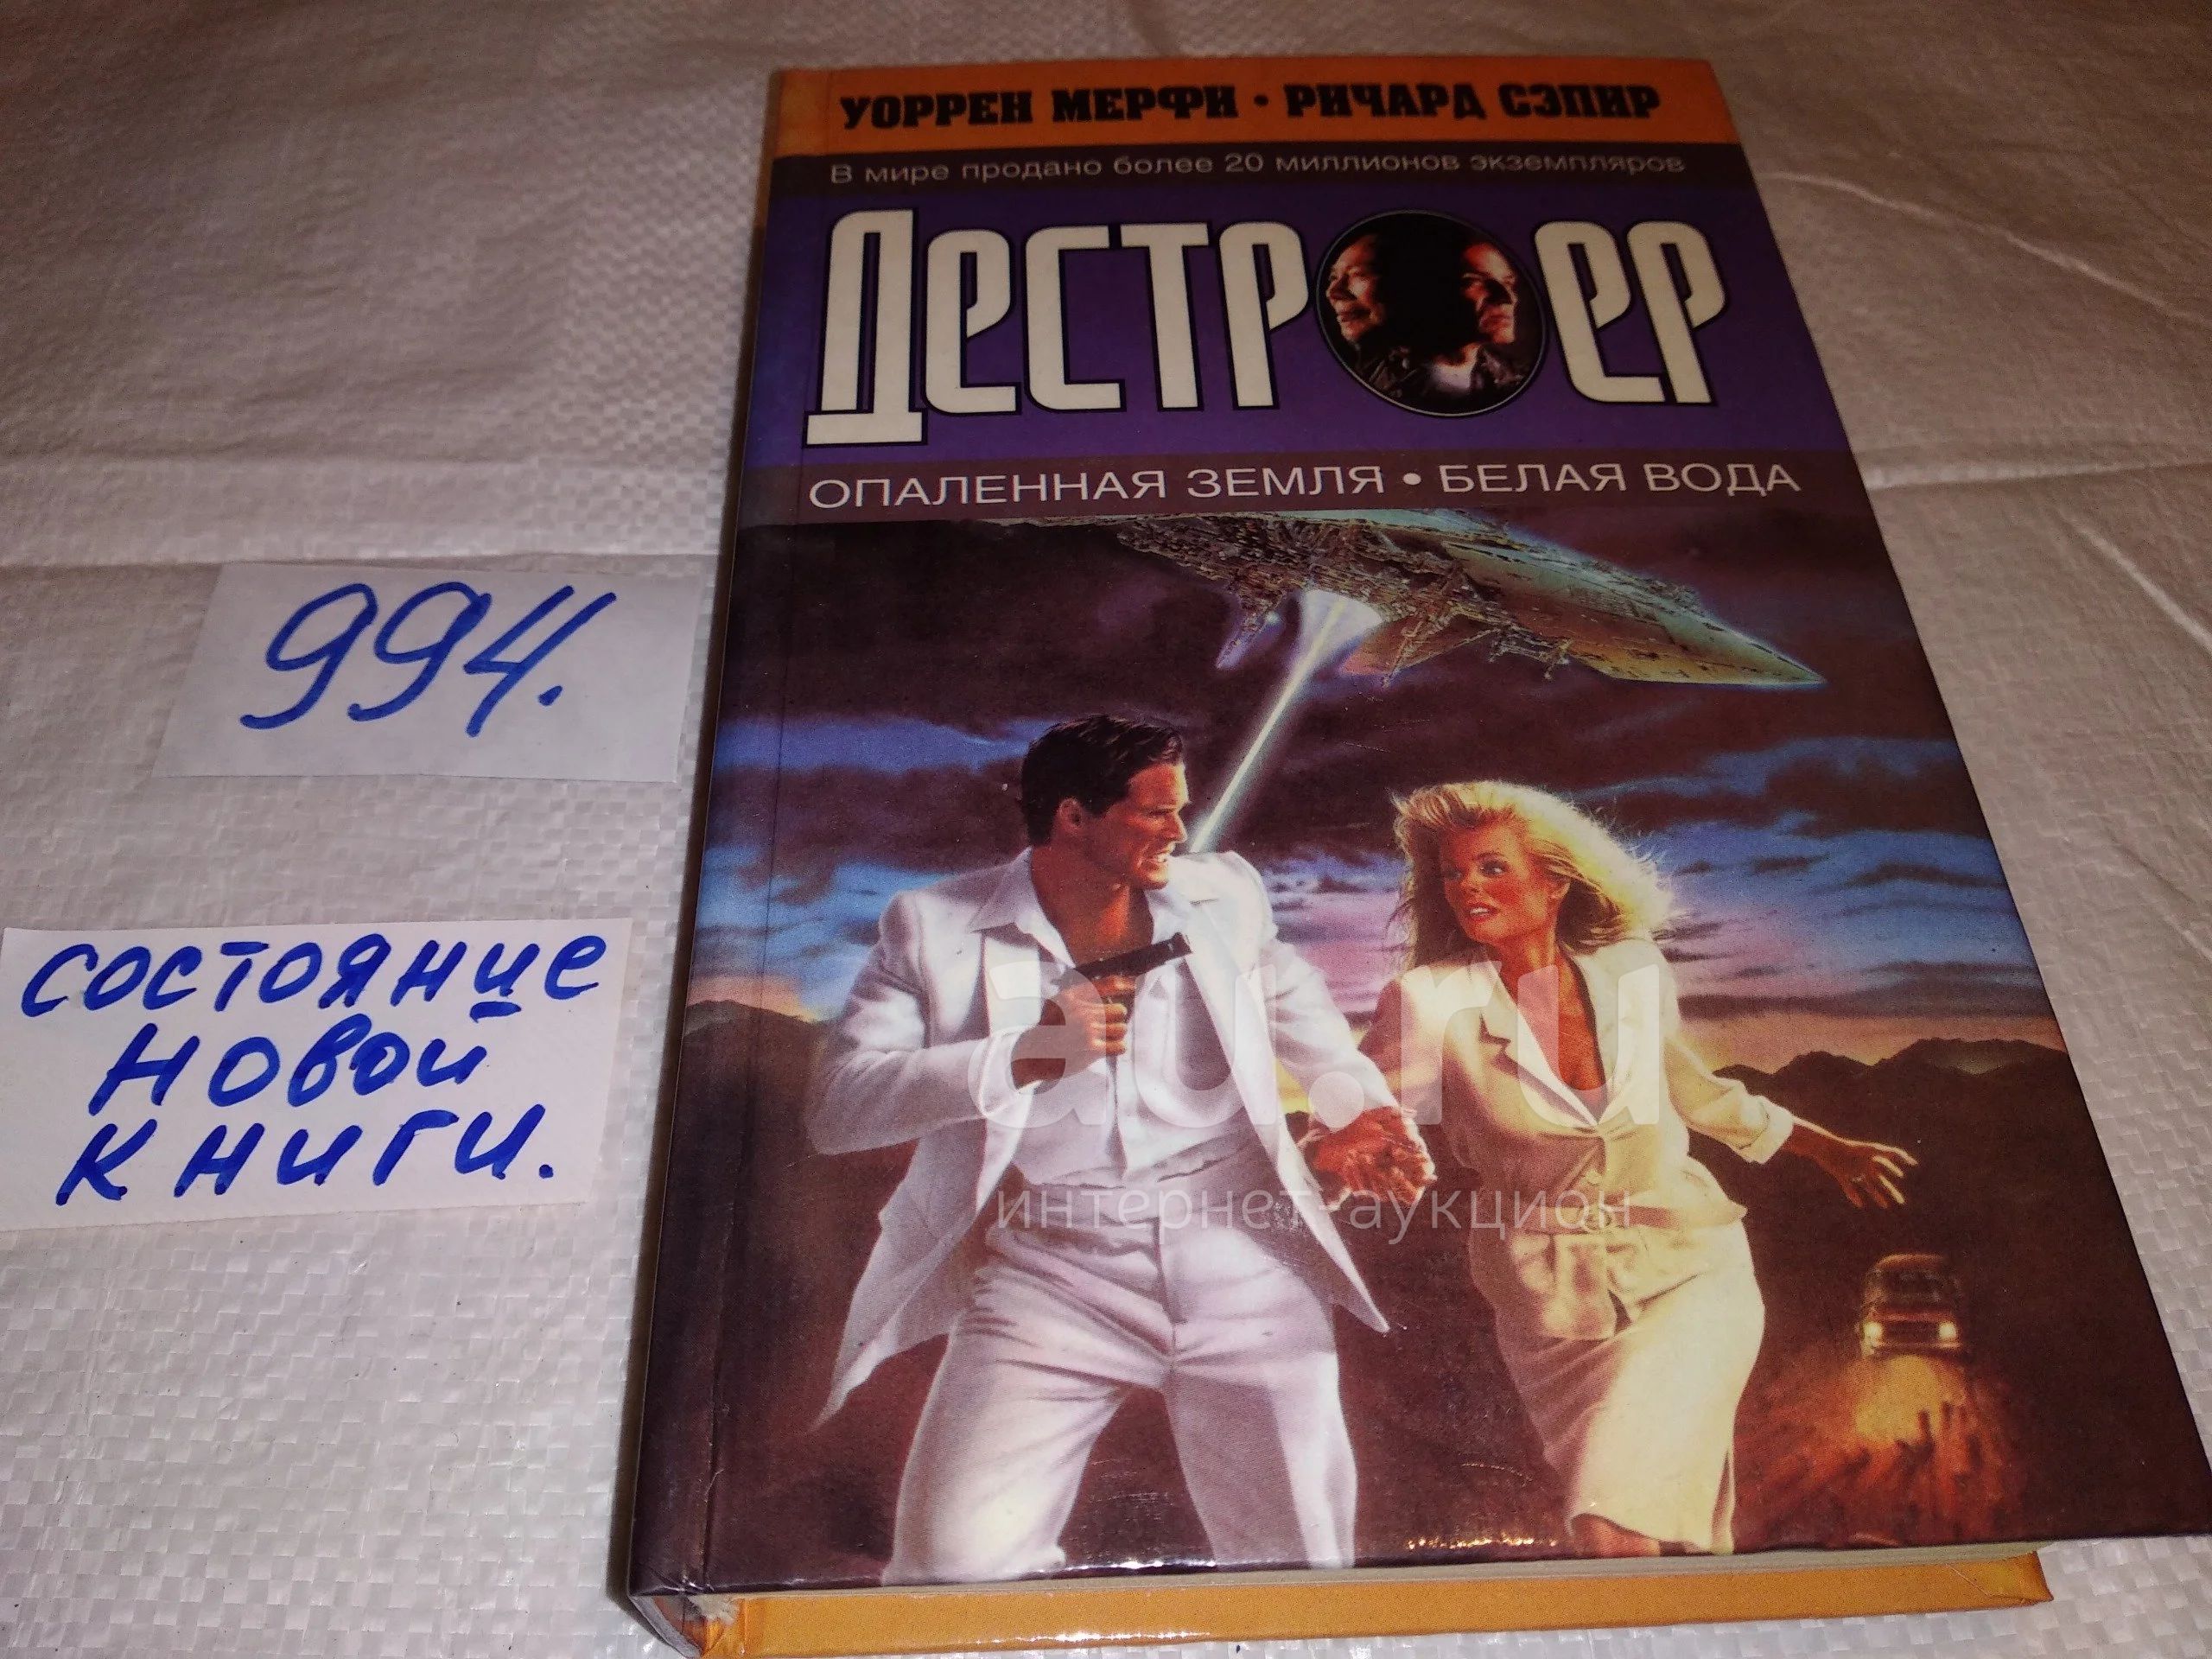 УОРРЕН МЕРФИ • РИЧАРД СЭПИР
В мире продано более 20 миллионов экземпляров
ДЕСТРОЕР
ОПАЛЕННАЯ ЗЕМЛЯ • БЕЛАЯ ВОДА
994.
состояние
новой
книги.
au.ru
интернет-аукцион